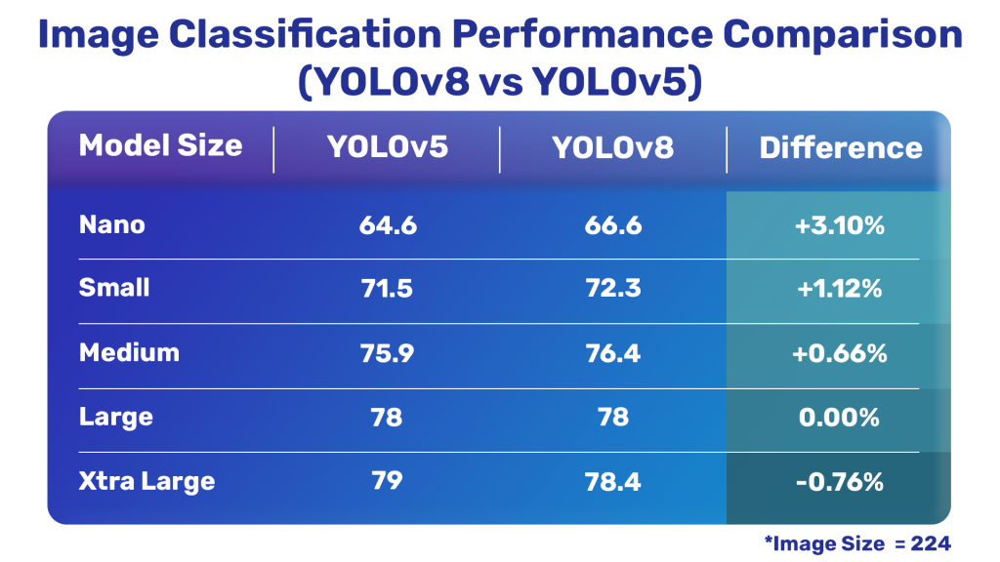 Image Classification Performance Comparison
(YOLOv8 vs YOLOv5)
Model Size YOLOv5 YOLOv8 Difference
Nano 64.6 66.6 +3.10%
Small 71.5 72.3 +1.12%
Medium 75.9 76.4 +0.66%
Large 78 78 0.00%
Xtra Large 79 78.4 -0.76%
*Image Size = 224